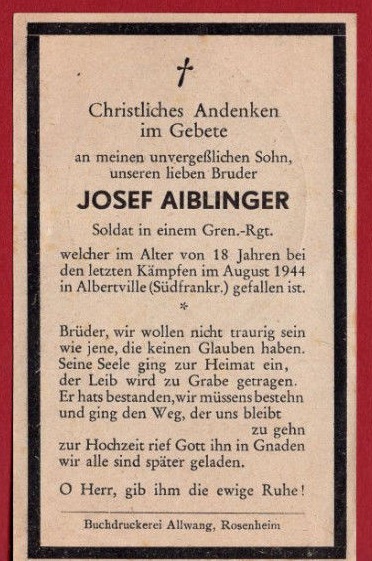 Christliches Andenken
im Gebete
an meinen unvergeßlichen Sohn,
unseren lieben Bruder
JOSEF AIBLINGER
Soldat in einem Gren.-Rgt.
welcher im Alter von 18 Jahren bei
den letzten Kämpfen im August 1944
in Albertville (Südfrankr.) gefallen ist.
*
Brüder, wir wollen nicht traurig sein
wie jene, die keinen Glauben haben.
Seine Seele ging zur Heimat ein,
der Leib wird zu Grabe getragen.
Er hats bestanden, wir müssens bestehn
und ging den Weg, der uns bleibt
zu gehn
zur Hochzeit rief Gott ihn in Gnaden
wir alle sind später geladen.
O Herr, gib ihm die ewige Ruhe!
Buchdruckerei Allwang, Rosenheim